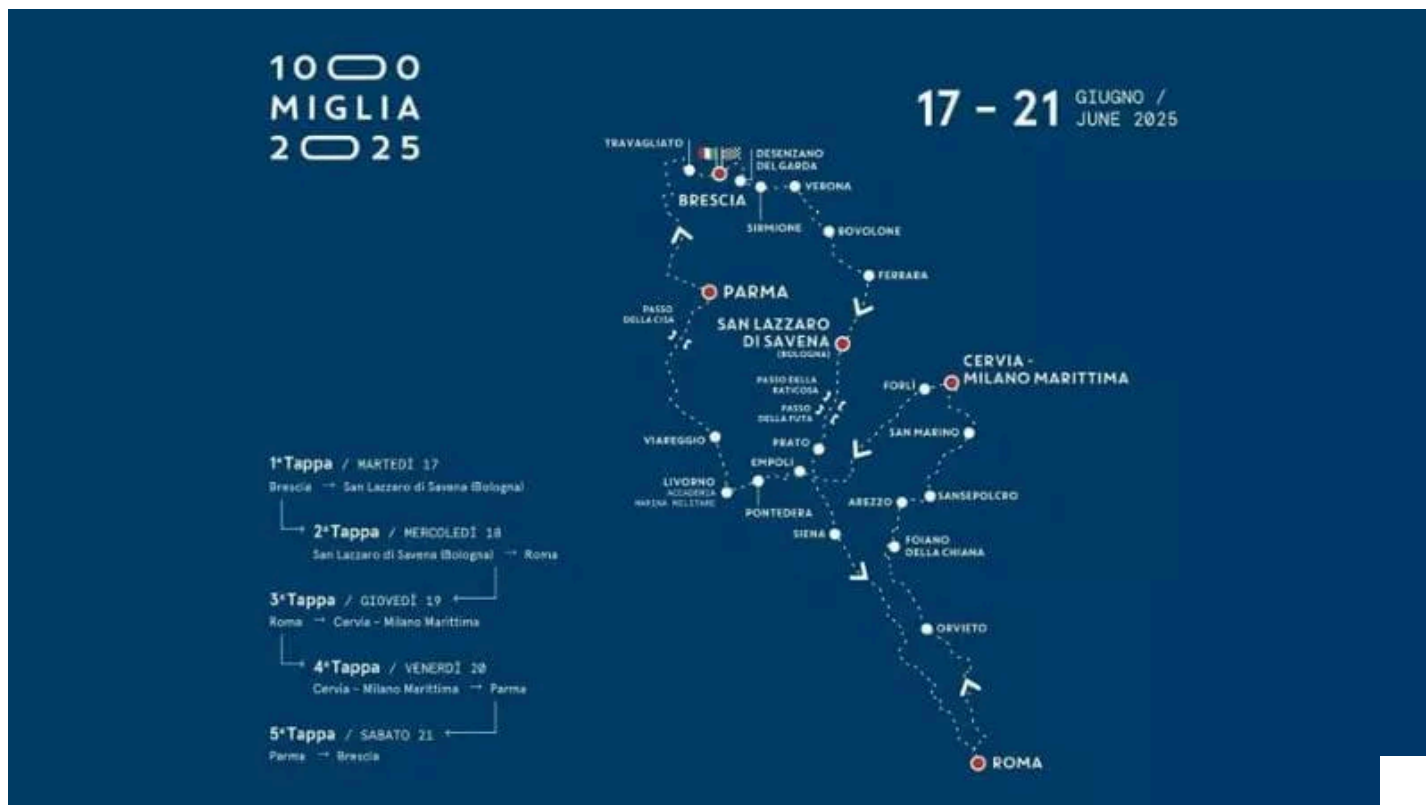 1000
MIGLIA
2025
17 - 21 GIUGNO /
JUNE 2025
TRAVAGLIATO
DESENZANO
DEL GARDA
BRESCIA
VERONA
SIRMIONE
BOVOLONE
FERRARA
PARMA
PASSO
DELLA CISA
SAN LAZZARO
DI SAVENA
(BOLOGNA)
CERVIA -
MILANO MARITTIMA
PASSO DELLA
RATICOSA
FORLÌ
PASSO
DELLA FUTA
SAN MARINO
VIAREGGIO
PRATO
EMPOLI
LIVORNO
ACCADEMIA
MARINA MILITARE
PONTEDERA
AREZZO
SANSEPOLCRO
SIENA
FOIANO
DELLA CHIANA
ORVIETO
ROMA
1ªTappa / MARTEDÌ 17
Brescia → San Lazzaro di Savena (Bologna)
2ªTappa / MERCOLEDÌ 18
San Lazzaro di Savena (Bologna) → Roma
3ªTappa / GIOVEDÌ 19
Roma → Cervia - Milano Marittima
4ªTappa / VENERDÌ 20
Cervia - Milano Marittima → Parma
5ªTappa / SABATO 21
Parma → Brescia